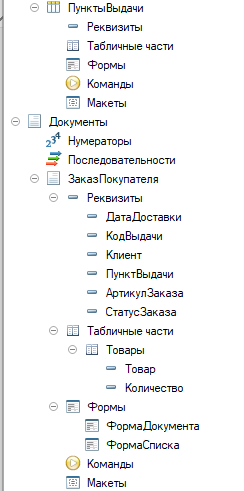 ПунктыВыдачи
Реквизиты
Табличные части
Формы
Команды
Макеты
Документы
Нумераторы
Последовательности
ЗаказПокупателя
Реквизиты
ДатаДоставки
КодВыдачи
Клиент
ПунктВыдачи
АртикулЗаказа
СтатусЗаказа
Табличные части
Товары
Товар
Количество
Формы
ФормаДокумента
ФормаСписка
Команды
Макеты